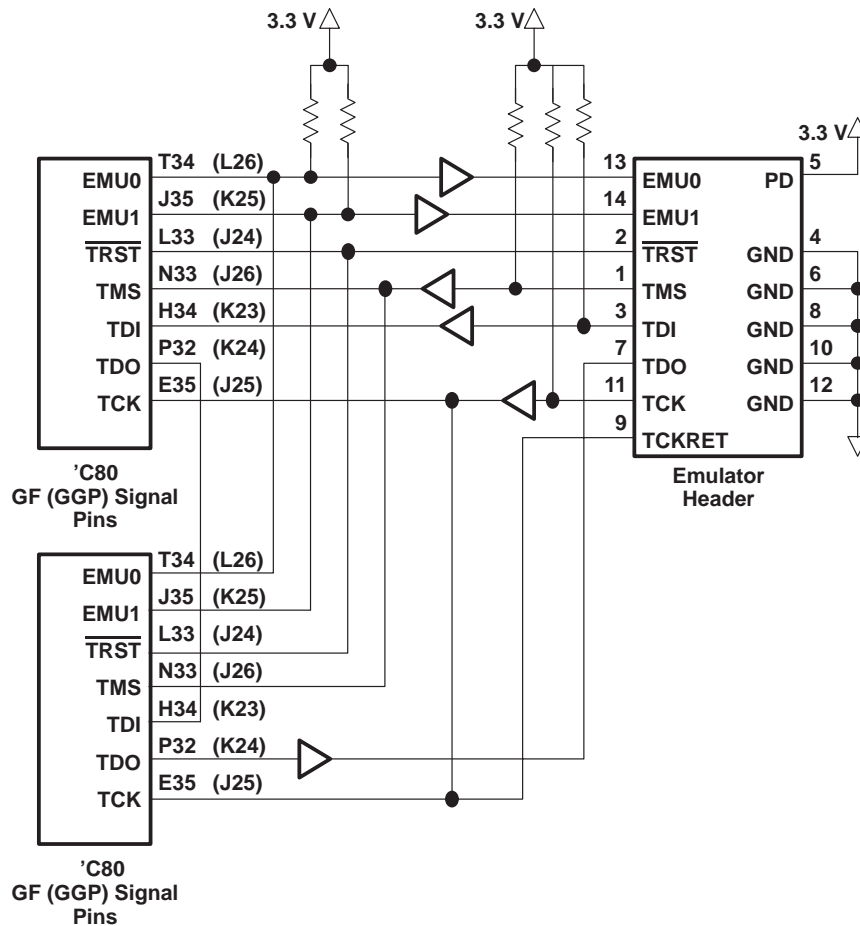 3.3 V
3.3 V
3.3 V
T34 (L26)
EMU0
J35 (K25)
EMU1
L33 (J24)
TRST
N33 (J26)
TMS
H34 (K23)
TDI
P32 (K24)
TDO
E35 (J25)
TCK
’C80
GF (GGP) Signal
Pins
13
EMU0
14
EMU1
2
TRST
1
TMS
3
TDI
7
TDO
11
TCK
9
TCKRET
5
PD
4
GND
6
GND
8
GND
10
GND
12
GND
Emulator
Header
T34 (L26)
EMU0
J35 (K25)
EMU1
L33 (J24)
TRST
N33 (J26)
TMS
H34 (K23)
TDI
P32 (K24)
TDO
E35 (J25)
TCK
’C80
GF (GGP) Signal
Pins